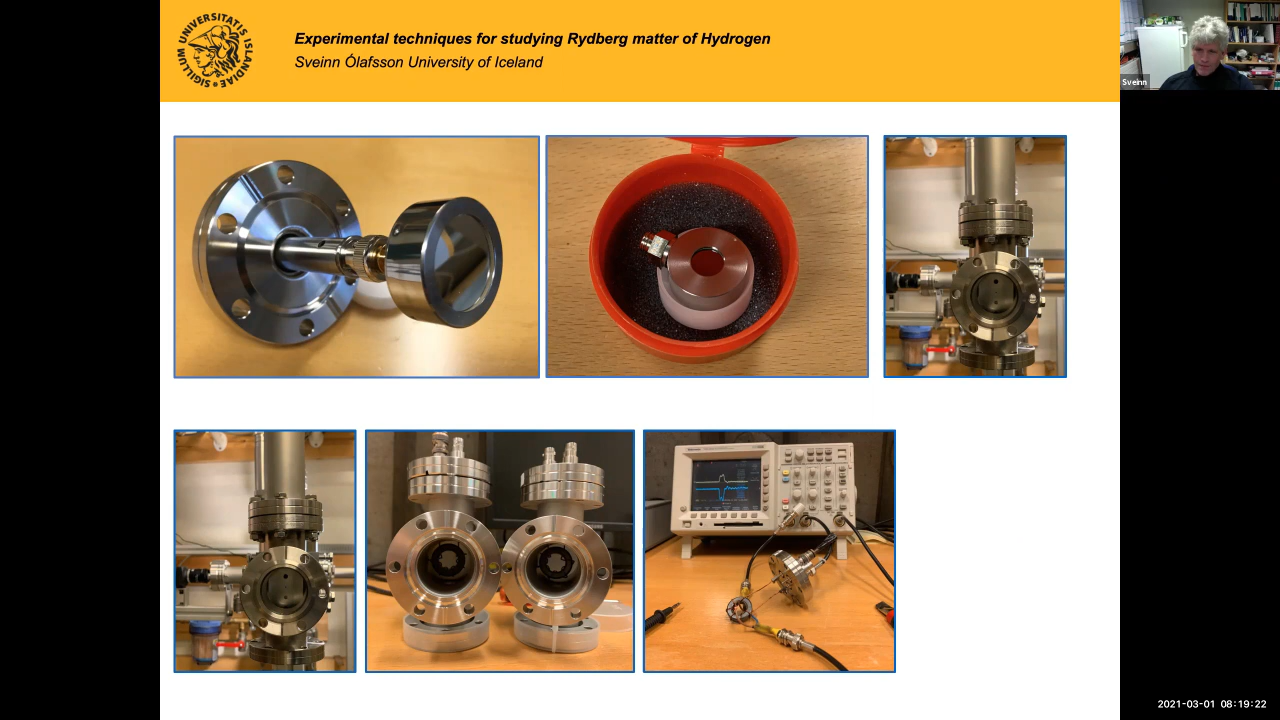 Experimental techniques for studying Rydberg matter of Hydrogen
Sveinn Ólafsson University of Iceland
SIGILLUM UNIVERSITATIS ISLANDIAE
Sveinn
2021-03-01 08:19:22